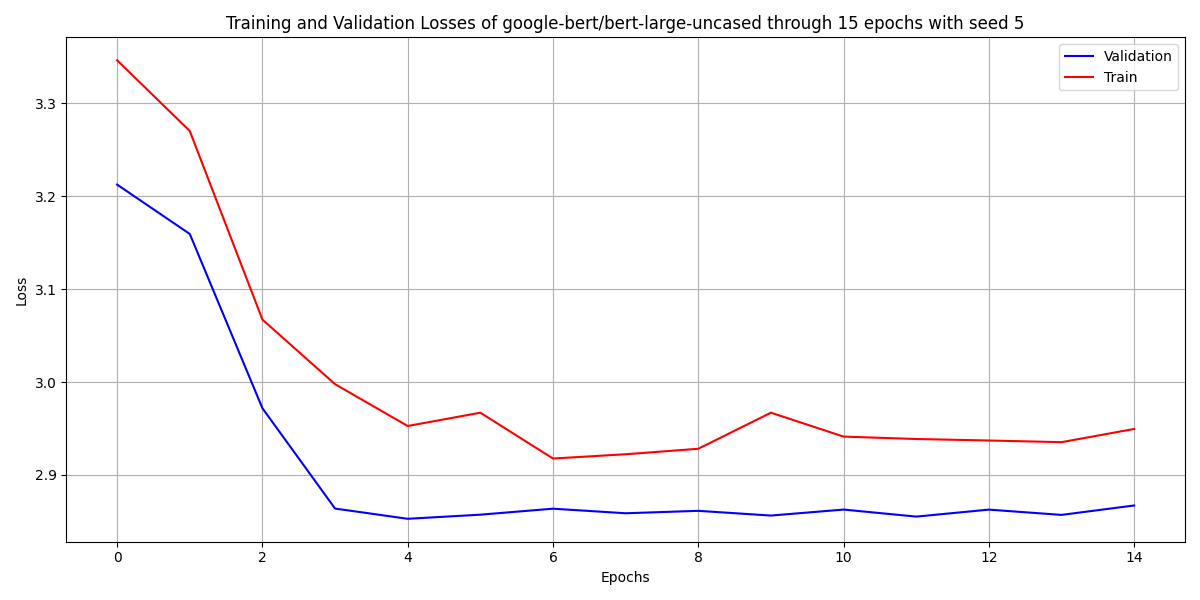 Training and Validation Losses of google-bert/bert-large-uncased through 15 epochs with seed 5
Validation
Train
3.3
3.2
3.1
3.0
2.9
Loss
0 2 4 6 8 10 12 14
Epochs